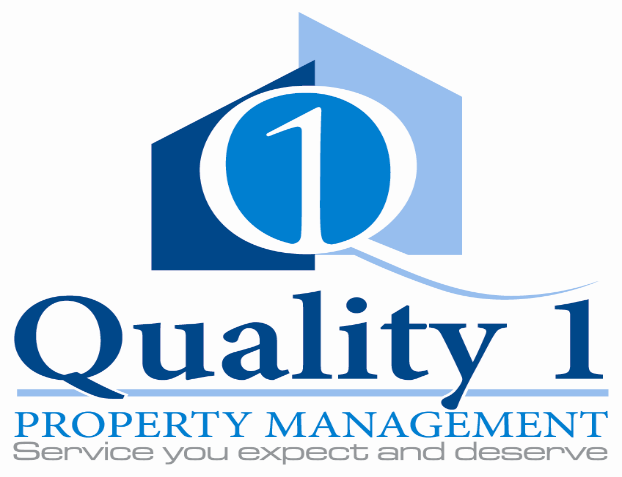 Q1
Quality 1
PROPERTY MANAGEMENT
Service you expect and deserve